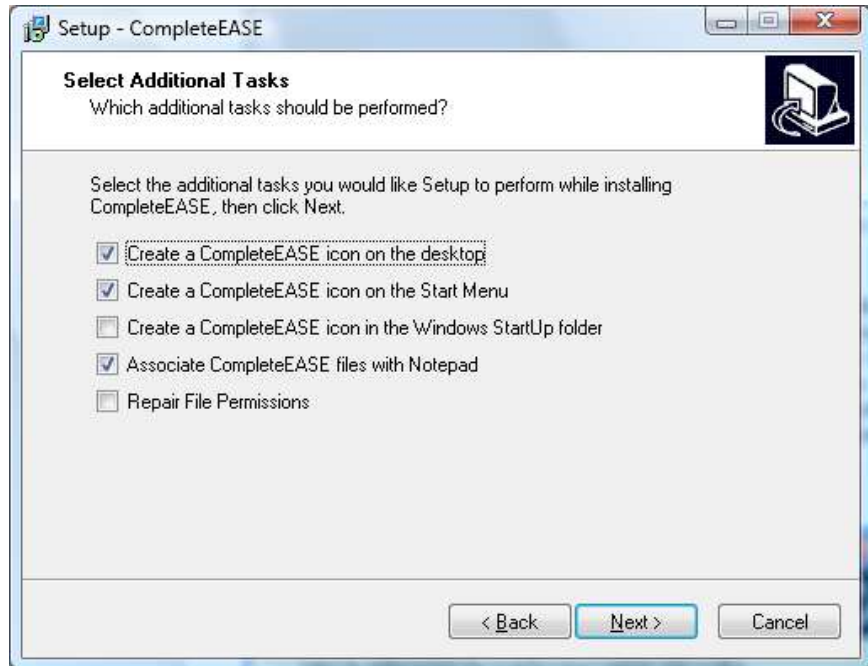 Setup - CompleteEASE
Select Additional Tasks
Which additional tasks should be performed?
Select the additional tasks you would like Setup to perform while installing
CompleteEASE, then click Next.
Create a CompleteEASE icon on the desktop
Create a CompleteEASE icon on the Start Menu
Create a CompleteEASE icon in the Windows StartUp folder
Associate CompleteEASE files with Notepad
Repair File Permissions
< Back Next > Cancel